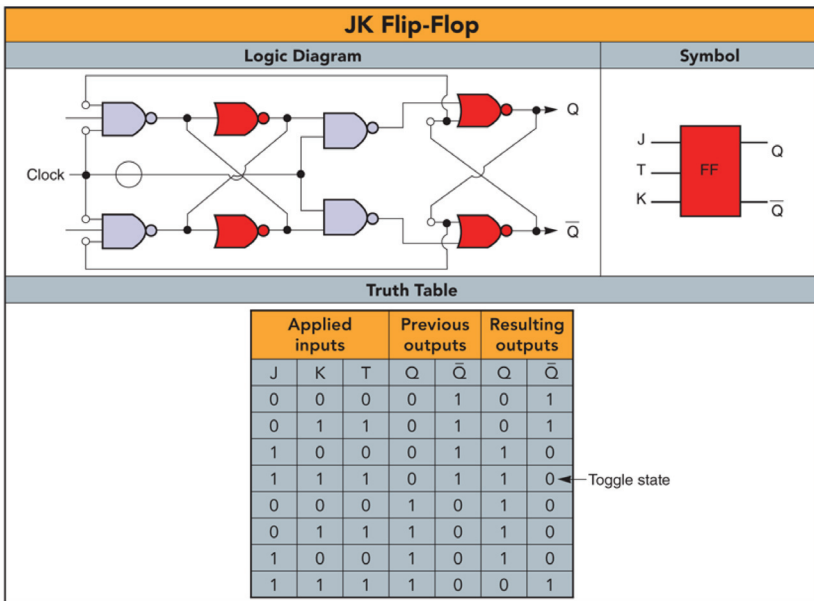 JK Flip-Flop
Logic Diagram
Symbol
Q
Clock
Q̅
J
T
K
FF
Q
Q̅
Truth Table
Applied inputs Previous outputs Resulting outputs
J K T Q Q̅ Q Q̅
0 0 0 0 1 0 1
0 1 1 0 1 0 1
1 0 0 0 1 1 0
1 1 1 0 1 1 0 Toggle state
0 0 0 1 0 1 0
0 1 1 1 0 1 0
1 0 0 1 0 1 0
1 1 1 1 0 0 1